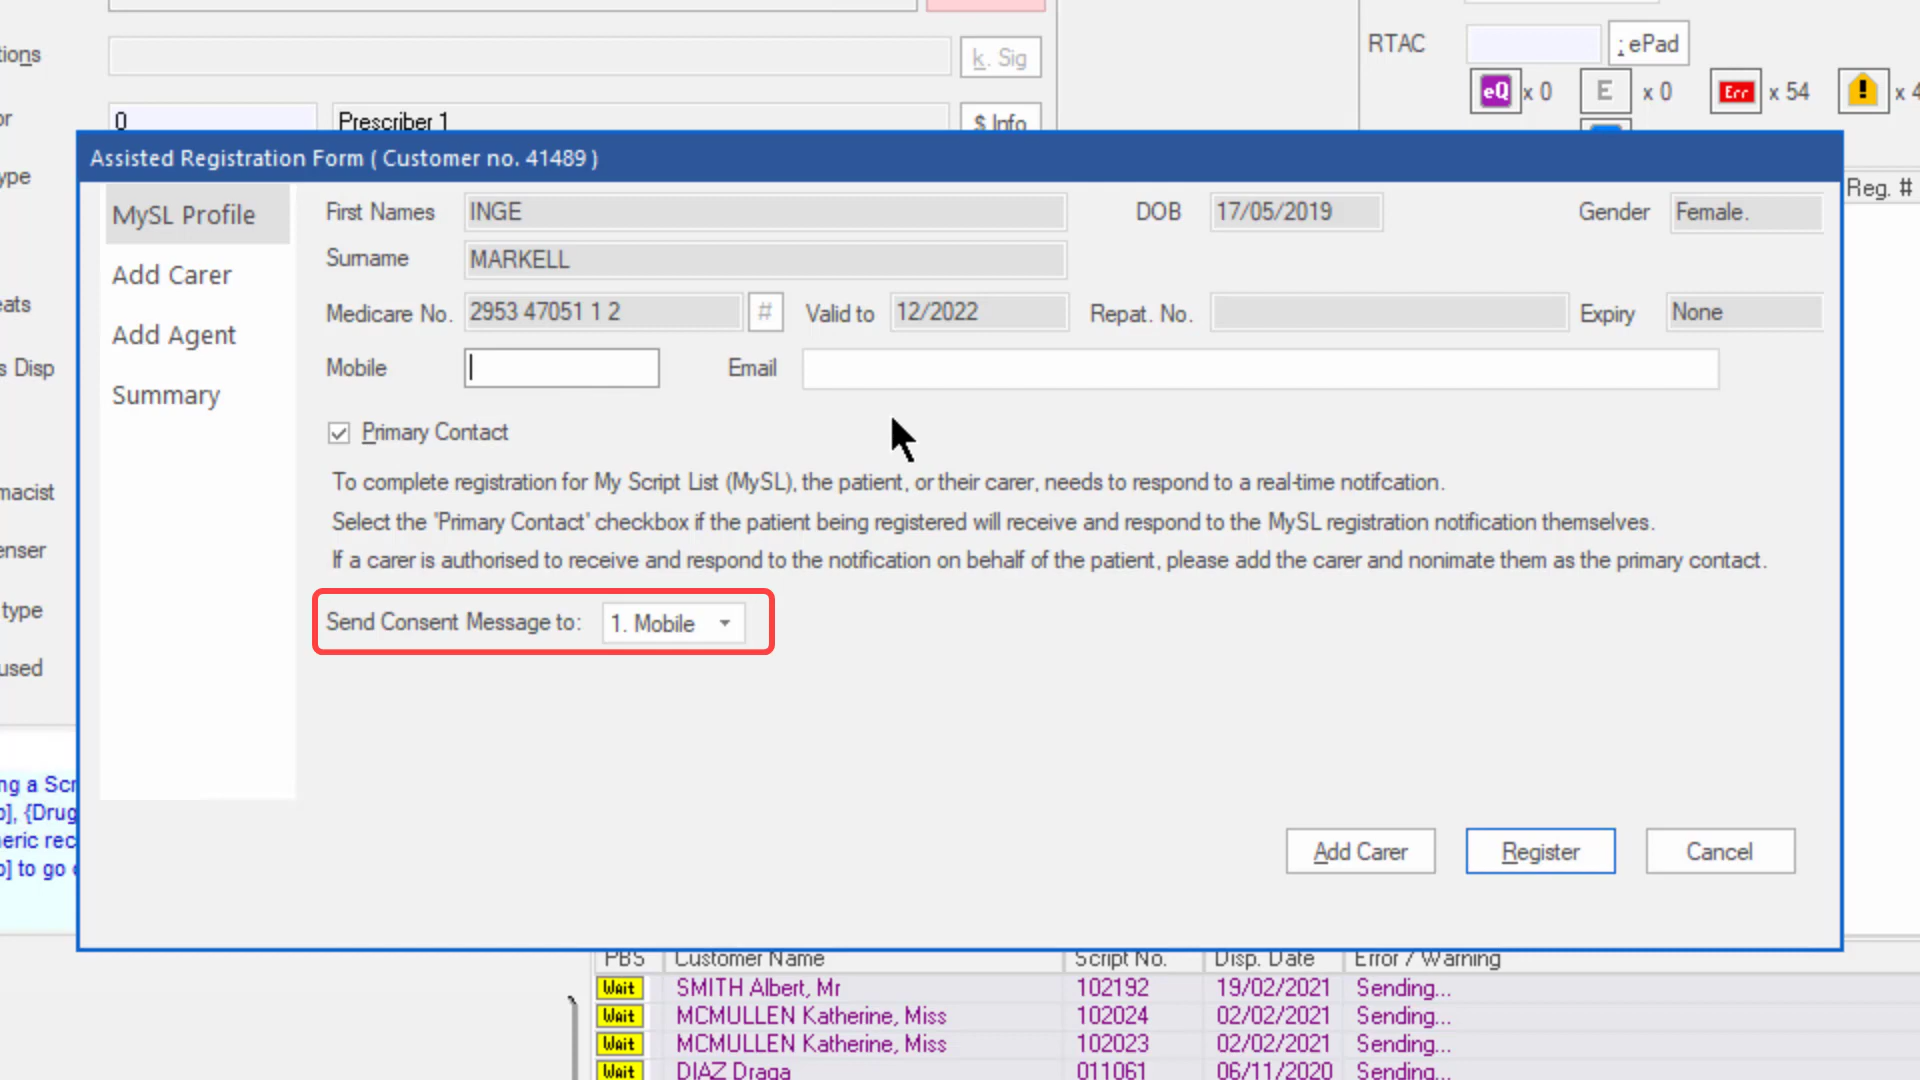 RTAC ; ePad
tions k. Sig
eQ x 0 E x 0 Err x 54 ! x 4
or 0 Prescriber 1 $ Info
Assisted Registration Form ( Customer no. 41489 )
ype
Reg. #
MySL Profile
Add Carer
Add Agent
Summary
First Names INGE DOB 17/05/2019 Gender Female.
Surname MARKELL
Medicare No. 2953 47051 1 2 # Valid to 12/2022 Repat. No. Expiry None
Mobile Email
Primary Contact
To complete registration for My Script List (MySL), the patient, or their carer, needs to respond to a real-time notifcation.
Select the 'Primary Contact' checkbox if the patient being registered will receive and respond to the MySL registration notification themselves.
If a carer is authorised to receive and respond to the notification on behalf of the patient, please add the carer and nonimate them as the primary contact.
Send Consent Message to: 1. Mobile
Add Carer Register Cancel
eats
s Disp
macist
enser
type
used
ng a Scr
o], {Drug
neric rec
o] to go
PBS Customer Name Script No. Disp. Date Error / Warning
Wait SMITH Albert, Mr 102192 19/02/2021 Sending...
Wait MCMULLEN Katherine, Miss 102024 02/02/2021 Sending...
Wait MCMULLEN Katherine, Miss 102023 02/02/2021 Sending...
Wait DIAZ Draga 011061 06/11/2020 Sending...